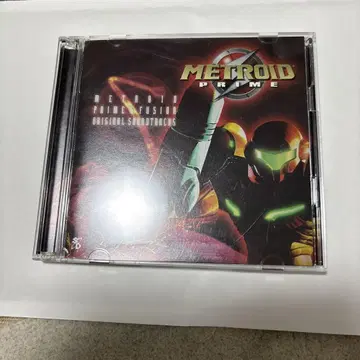 METROID
PRIME
METROID
PRIME & FUSION
ORIGINAL SOUNDTRACKS